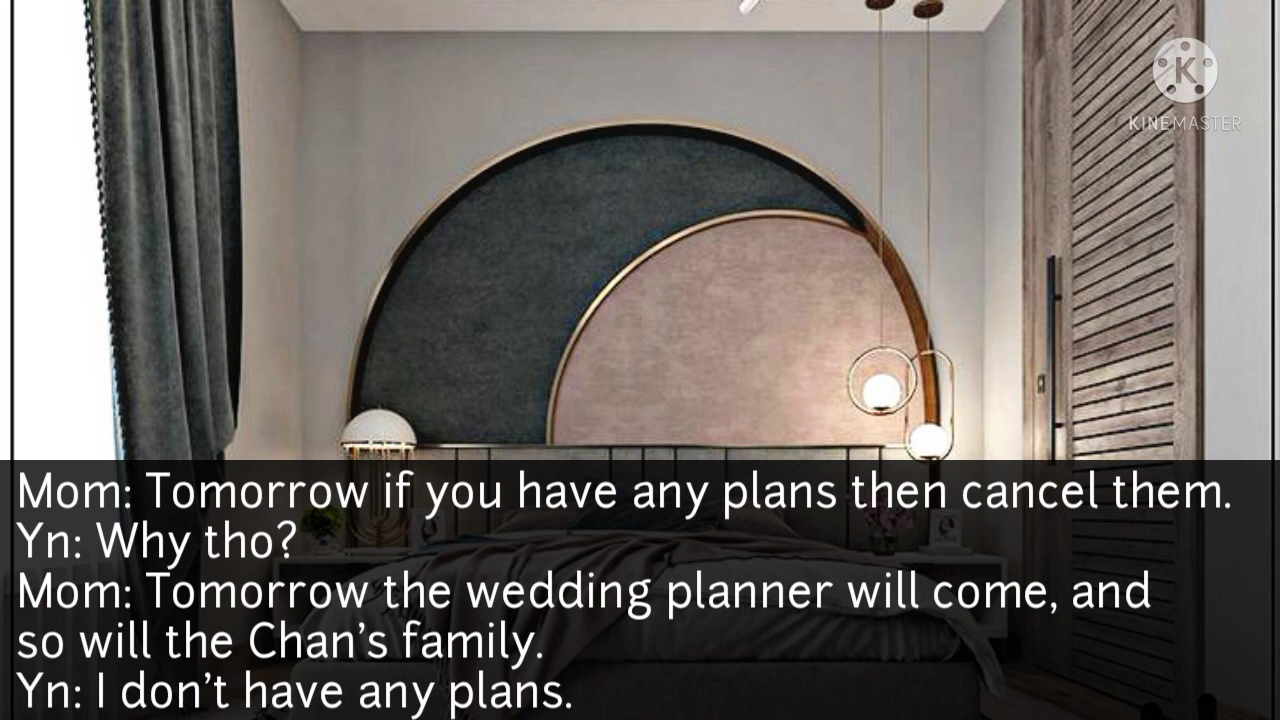 KINEMASTER
Mom: Tomorrow if you have any plans then cancel them.
Yn: Why tho?
Mom: Tomorrow the wedding planner will come, and
so will the Chan's family.
Yn: I don't have any plans.